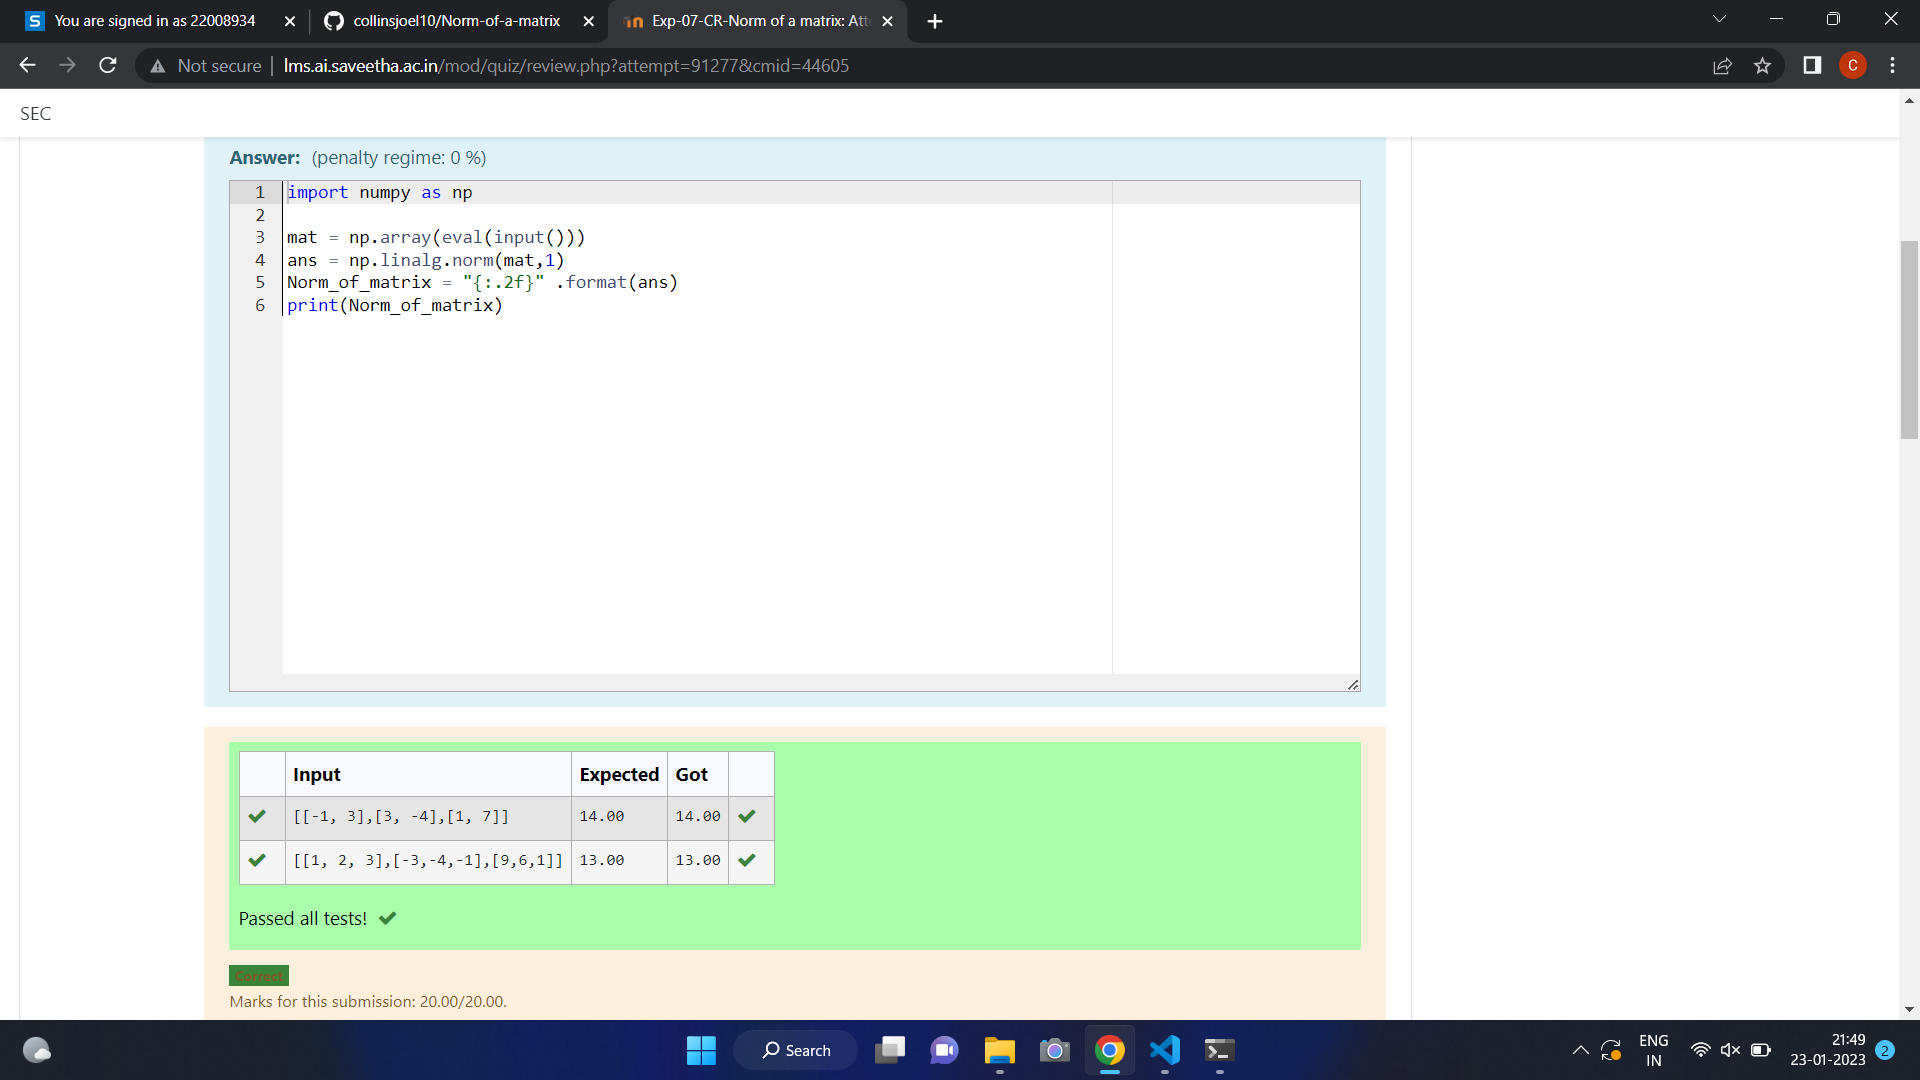 You are signed in as 22008934
collinsjoel10/Norm-of-a-matrix
Exp-07-CR-Norm of a matrix: Att
Not secure
lms.ai.saveetha.ac.in/mod/quiz/review.php?attempt=91277&cmid=44605
C
SEC
Answer: (penalty regime: 0 %)
1 import numpy as np
2
3 mat = np.array(eval(input()))
4 ans = np.linalg.norm(mat,1)
5 Norm_of_matrix = "{:.2f}" .format(ans)
6 print(Norm_of_matrix)
Input Expected Got
[[-1, 3],[3, -4],[1, 7]] 14.00 14.00
[[1, 2, 3],[-3,-4,-1],[9,6,1]] 13.00 13.00
Passed all tests!
Correct
Marks for this submission: 20.00/20.00.
Search
ENG
IN
21:49
23-01-2023
2